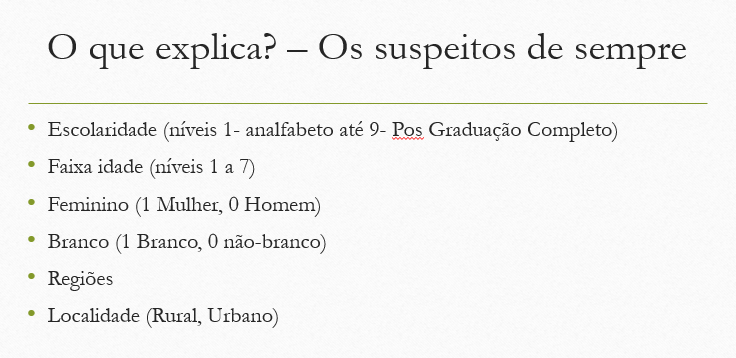 O que explica? – Os suspeitos de sempre
• Escolaridade (níveis 1- analfabeto até 9- Pos Graduação Completo)
• Faixa idade (níveis 1 a 7)
• Feminino (1 Mulher, 0 Homem)
• Branco (1 Branco, 0 não-branco)
• Regiões
• Localidade (Rural, Urbano)